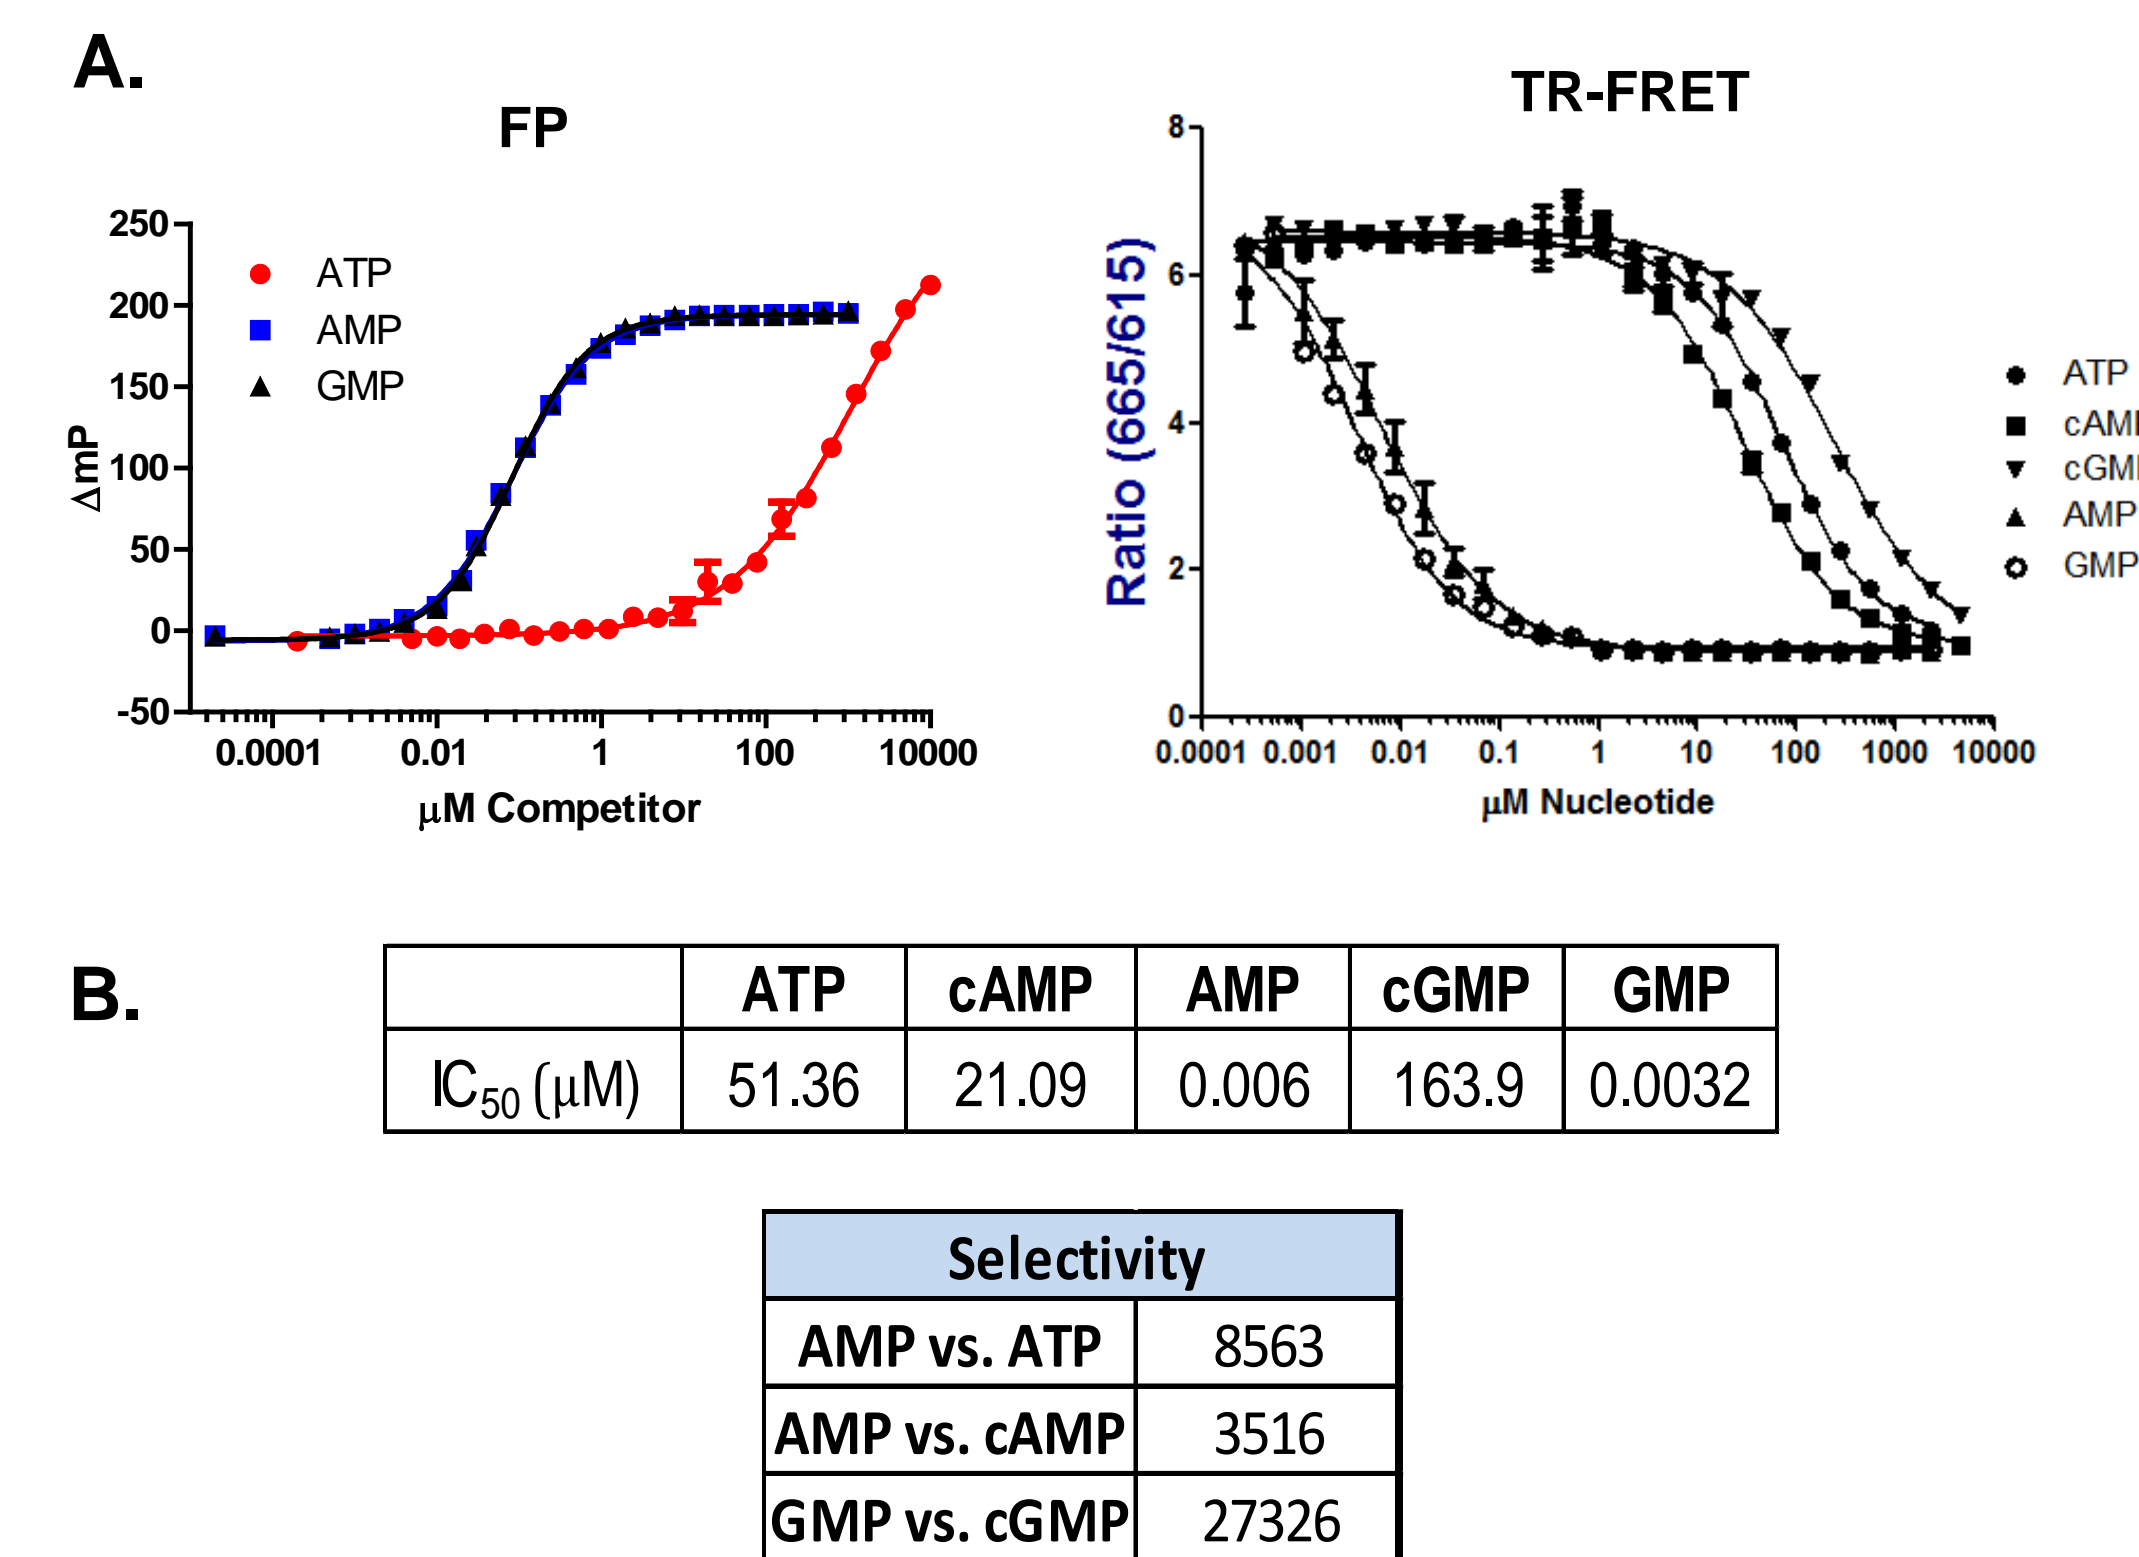 A.
FP
TR-FRET
250
200
150
100
50
0
-50
ΔmP
ATP
AMP
GMP
0.0001 0.01 1 100 10000
μM Competitor
8
6
4
2
0
Ratio (665/615)
0.0001 0.001 0.01 0.1 1 10 100 1000 10000
μM Nucleotide
ATP
cAM
cGM
AMP
GMP
B.
ATP cAMP AMP cGMP GMP
IC50 (μM) 51.36 21.09 0.006 163.9 0.0032
Selectivity
AMP vs. ATP 8563
AMP vs. cAMP 3516
GMP vs. cGMP 27326